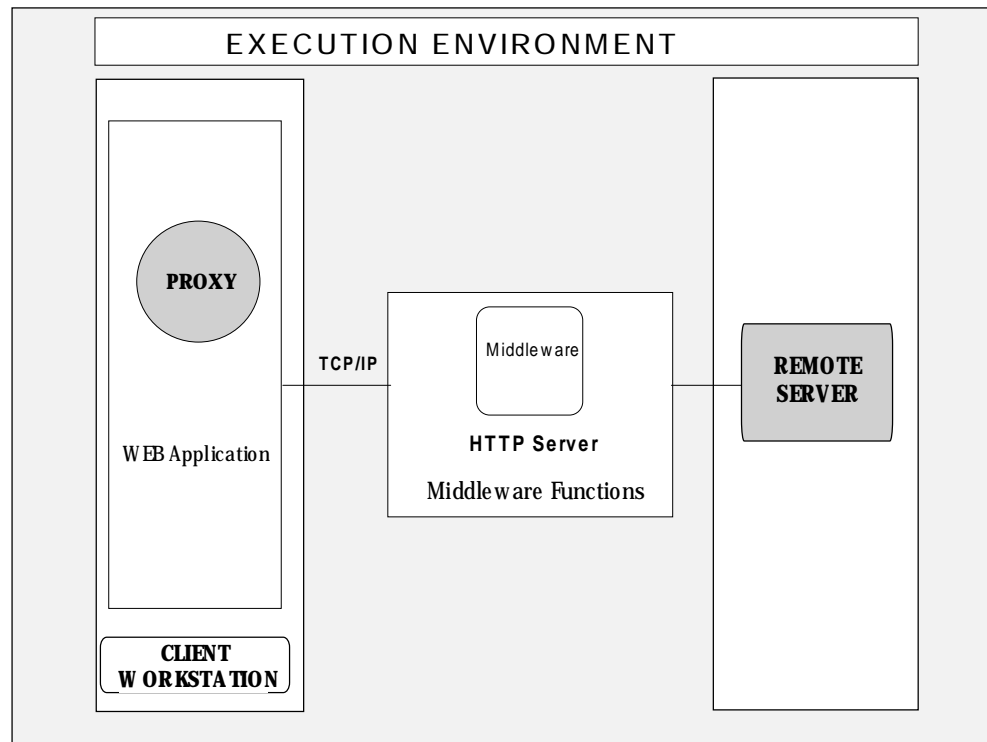 EXECUTION ENVIRONMENT
PROXY
WEB Application
CLIENT
WORKSTATION
TCP/IP
Middleware
HTTP Server
Middleware Functions
REMOTE
SERVER